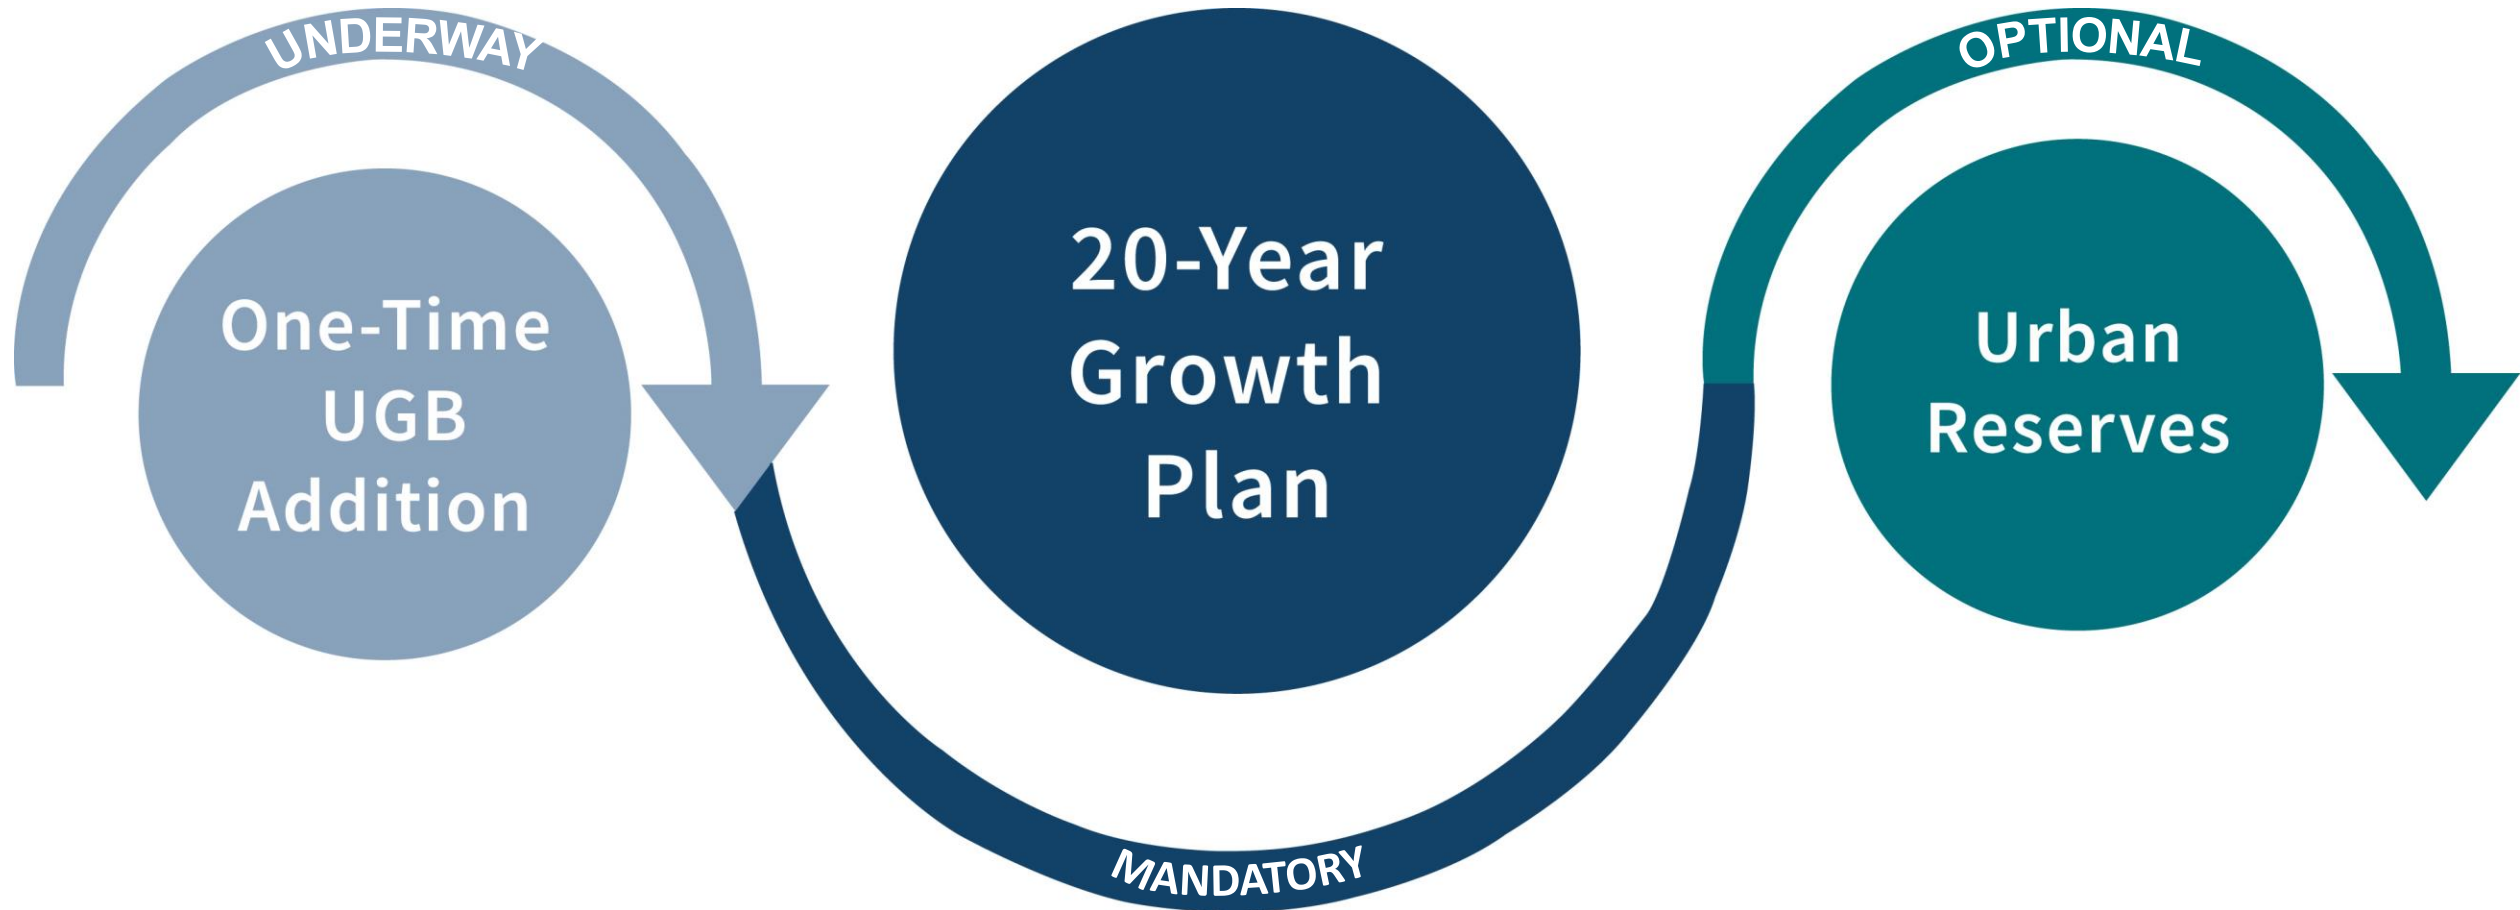 UNDERWAY
One-Time
UGB
Addition
20-Year
Growth
Plan
MANDATORY
OPTIONAL
Urban
Reserves